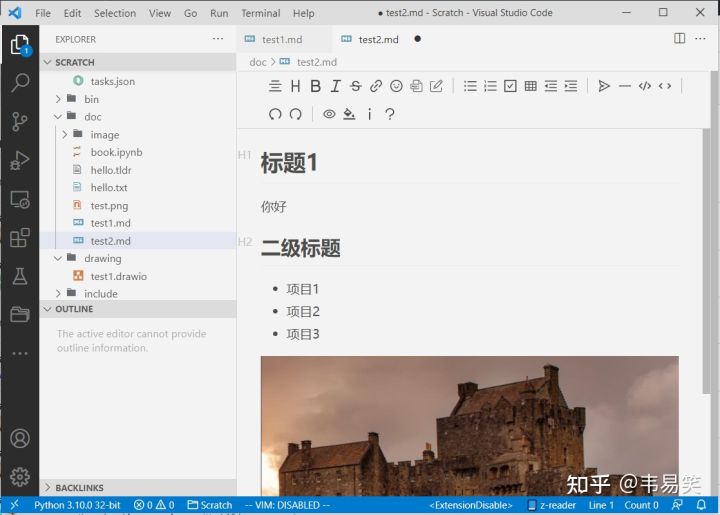 File Edit Selection View Go Run Terminal Help ● test2.md - Scratch - Visual Studio Code
EXPLORER
SCRATCH
tasks.json
bin
doc
image
book.ipynb
hello.tldr
hello.txt
test.png
test1.md
test2.md
drawing
test1.drawio
include
OUTLINE
The active editor cannot provide
outline information.
BACKLINKS
test1.md test2.md
doc > test2.md
H1 标题1
你好
H2 二级标题
• 项目1
• 项目2
• 项目3
知乎 @韦易笑
1
Python 3.10.0 32-bit 0 0 Scratch -- VIM: DISABLED -- <ExtensionDisable> z-reader Line 1 Count 0